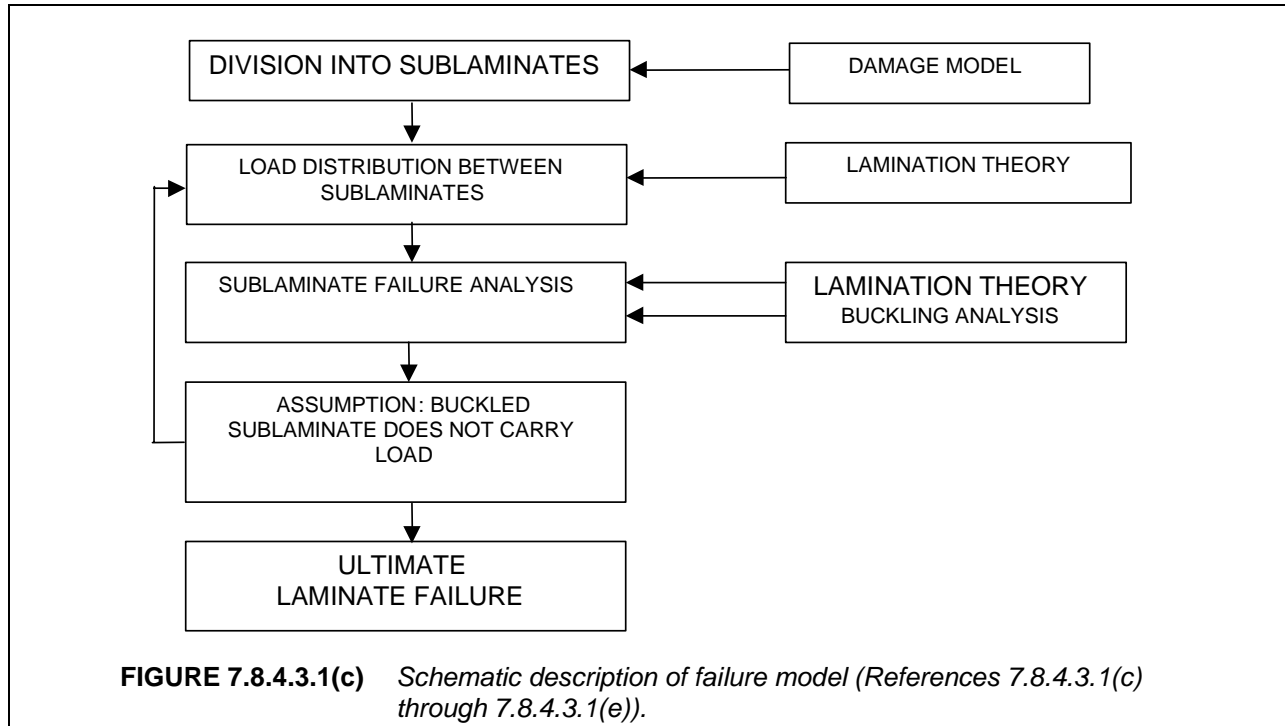 DIVISION INTO SUBLAMINATES
DAMAGE MODEL
LOAD DISTRIBUTION BETWEEN
SUBLAMINATES
LAMINATION THEORY
SUBLAMINATE FAILURE ANALYSIS
LAMINATION THEORY
BUCKLING ANALYSIS
ASSUMPTION: BUCKLED
SUBLAMINATE DOES NOT CARRY
LOAD
ULTIMATE
LAMINATE FAILURE
FIGURE 7.8.4.3.1(c) Schematic description of failure model (References 7.8.4.3.1(c)
through 7.8.4.3.1(e)).